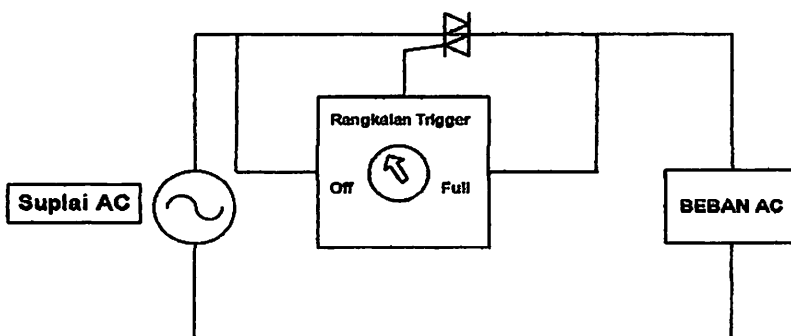 Rangkaian Trigger
Off
Full
Suplai AC
BEBAN AC